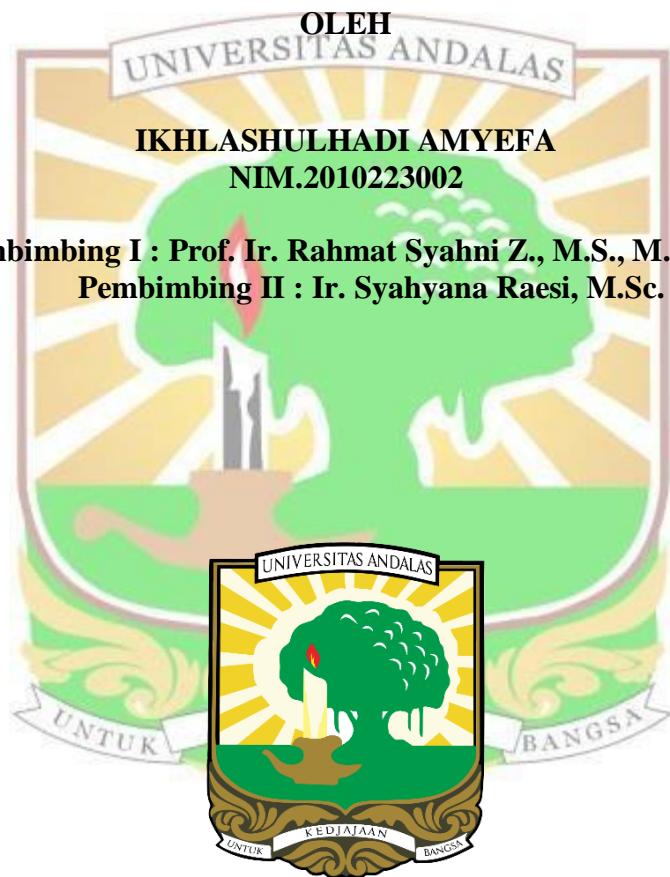 OLEH
UNIVERSITAS ANDALAS
IKHLASHULHADI AMYEFA
NIM.2010223002
nbimbing I : Prof. Ir. Rahmat Syahni Z., M.S., M.
Pembimbing II : Ir. Syahyana Raesi, M.Sc.
UNIVERSITAS ANDALAS
UNTUK BANGSA
KEDJAJAAN
UNTUK BANGSA